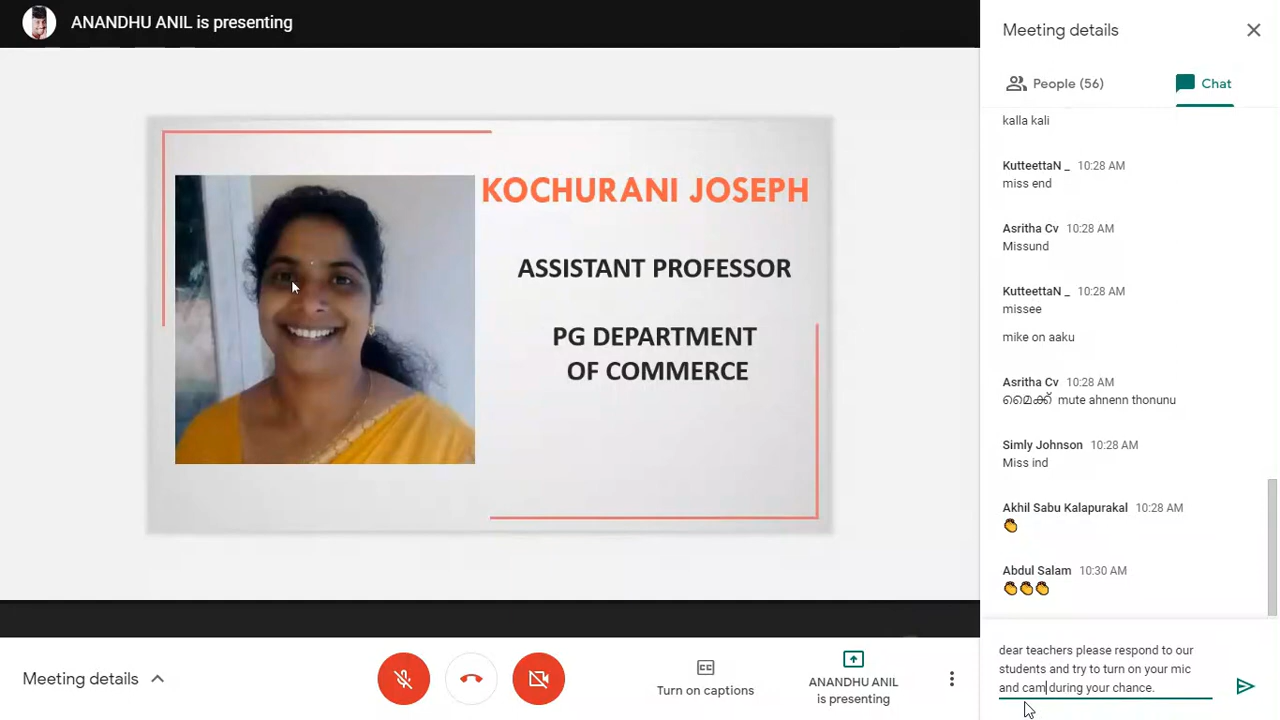 ANANDHU ANIL is presenting
KOCHURANI JOSEPH
ASSISTANT PROFESSOR
PG DEPARTMENT
OF COMMERCE
Meeting details
People (56)
Chat
kalla kali
KutteettaN _ 10:28 AM
miss end
Asritha Cv 10:28 AM
Missund
KutteettaN _ 10:28 AM
missee
mike on aaku
Asritha Cv 10:28 AM
മൈക്ക് mute ahnenn thonunu
Simly Johnson 10:28 AM
Miss ind
Akhil Sabu Kalapurakal 10:28 AM
👏
Abdul Salam 10:30 AM
👏👏👏
dear teachers please respond to our
students and try to turn on your mic
and cam during your chance.
Meeting details
Turn on captions
ANANDHU ANIL
is presenting